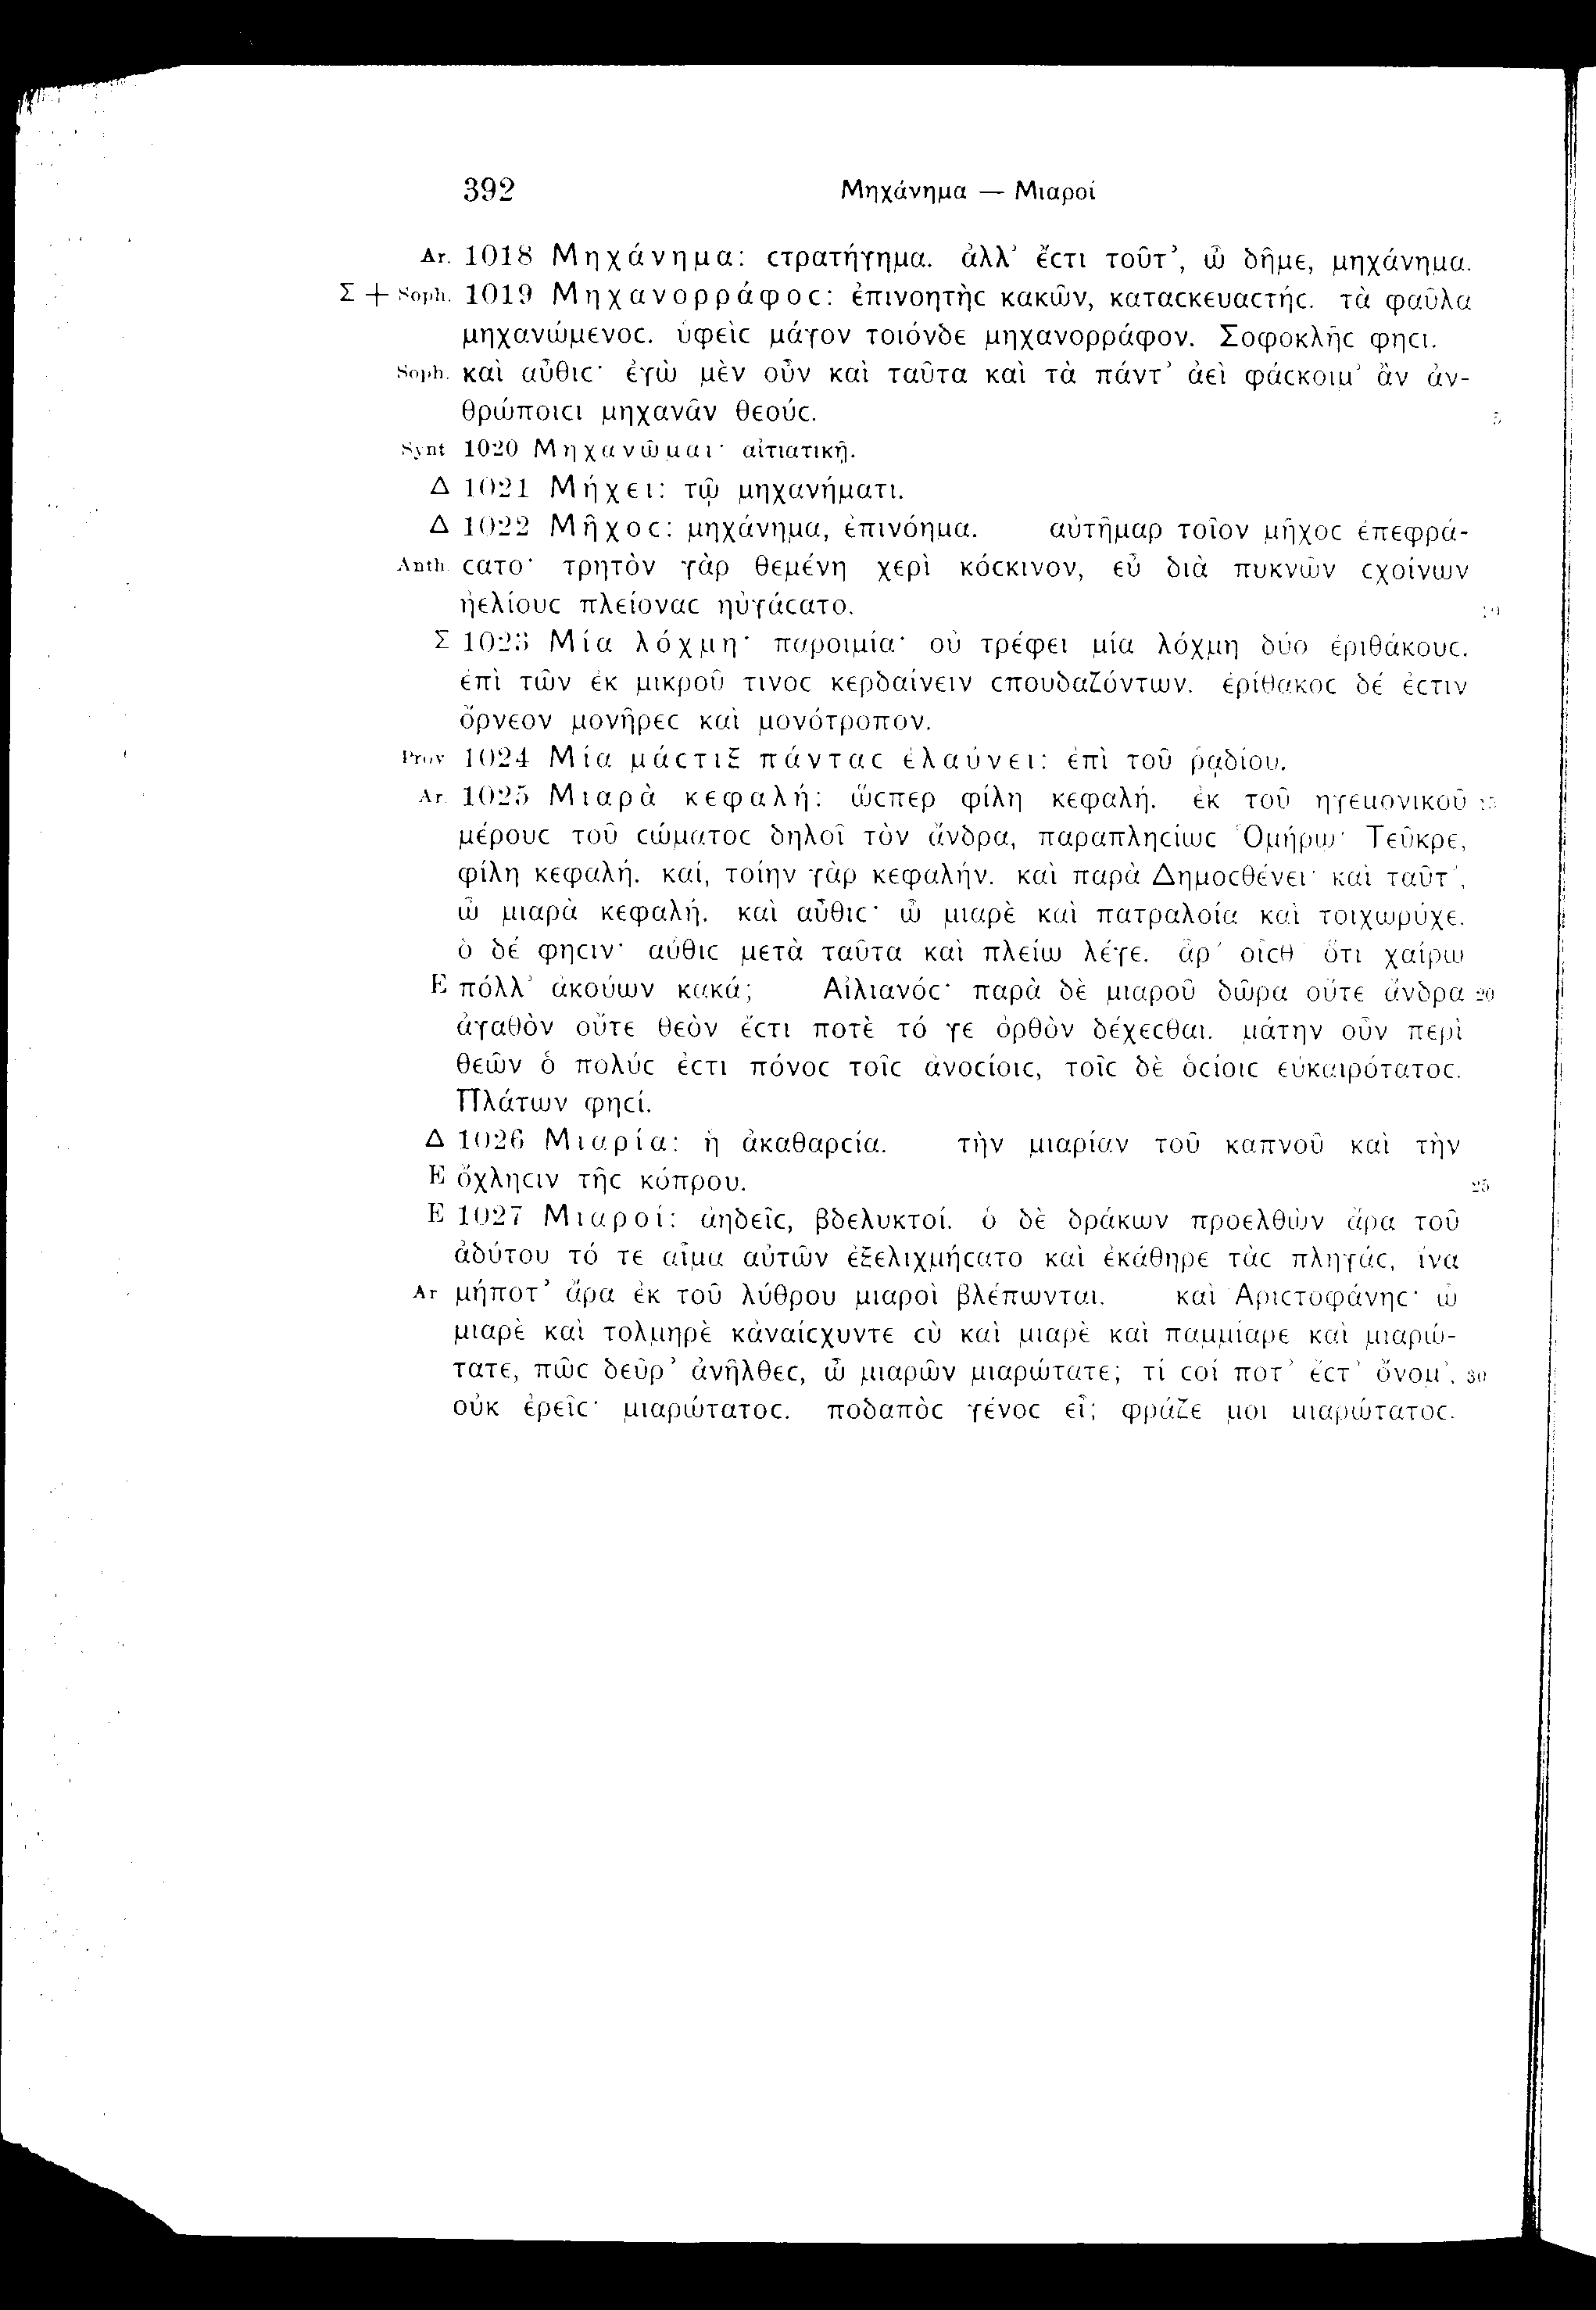 392 Μηχάνημα — Μιαροί
Ar. 1018 Μηχάνημα: ϲτρατήγημα. ἀλλ’ ἔϲτι τοῦτ’, ὦ δῆμε, μηχάνημα.
Σ + Soph. 1019 Μηχανορράφοϲ: ἐπινοητὴϲ κακῶν, καταϲκευαϲτήϲ. τὰ φαῦλα
μηχανώμενοϲ. ὑφεὶϲ μάγον τοιόνδε μηχανορράφον. Σοφοκλῆϲ φηϲι.
Soph. καὶ αὖθιϲ· ἐγὼ μὲν οὖν καὶ ταῦτα καὶ τὰ πάντ’ ἀεὶ φάϲκοιμ’ ἂν ἀν-
θρώποιϲι μηχανᾶν θεούϲ. 5
Synt 1020 Μηχανῶμαι· αἰτιατικῇ.
Δ 1021 Μήχει: τῷ μηχανήματι.
Δ 1022 Μῆχοϲ: μηχάνημα, ἐπινόημα. αὐτῆμαρ τοῖον μῆχοϲ ἐπεφρά-
Anth. ϲατο· τρητὸν γὰρ θεμένη χερὶ κόϲκινον, εὖ διὰ πυκνῶν ϲχοίνων
ἠελίουϲ πλείοναϲ ηὐγάϲατο. 10
Σ 1023 Μία λόχμη· παροιμία· οὐ τρέφει μία λόχμη δύο ἐριθάκουϲ.
ἐπὶ τῶν ἐκ μικροῦ τινοϲ κερδαίνειν ϲπουδαζόντων. ἐρίθακοϲ δέ ἐϲτιν
ὄρνεον μονῆρεϲ καὶ μονότροπον.
Prov 1024 Μία μάϲτιξ πάνταϲ ἐλαύνει: ἐπὶ τοῦ ῥᾳδίου.
Ar. 1025 Μιαρὰ κεφαλή: ὥϲπερ φίλη κεφαλή. ἐκ τοῦ ἡγεμονικοῦ 15
μέρουϲ τοῦ ϲώματοϲ δηλοῖ τὸν ἄνδρα, παραπληϲίωϲ Ὁμήρῳ· Τεῦκρε,
φίλη κεφαλή. καί, τοίην γὰρ κεφαλήν. καὶ παρὰ Δημοϲθένει· καὶ ταῦτ’,
ὦ μιαρὰ κεφαλή. καὶ αὖθιϲ· ὦ μιαρὲ καὶ πατραλοία καὶ τοιχωρύχε.
ὁ δέ φηϲιν· αὖθιϲ μετὰ ταῦτα καὶ πλείω λέγε. ἆρ’ οἶϲθ’ ὅτι χαίρω
E πόλλ’ ἀκούων κακά; Αἰλιανόϲ· παρὰ δὲ μιαροῦ δῶρα οὔτε ἄνδρα 20
ἀγαθὸν οὔτε θεὸν ἔϲτι ποτὲ τό γε ὀρθὸν δέχεϲθαι. μάτην οὖν περὶ
θεῶν ὁ πολύϲ ἐϲτι πόνοϲ τοῖϲ ἀνοϲίοιϲ, τοῖϲ δὲ ὁϲίοιϲ εὐκαιρότατοϲ.
Πλάτων φηϲί.
Δ 1026 Μιαρία: ἡ ἀκαθαρϲία. τὴν μιαρίαν τοῦ καπνοῦ καὶ τὴν
E ὄχληϲιν τῆϲ κόπρου. 25
E 1027 Μιαροί: ἀηδεῖϲ, βδελυκτοί. ὁ δὲ δράκων προελθὼν ἄρα τοῦ
ἀδύτου τό τε αἷμα αὐτῶν ἐξελιχμήϲατο καὶ ἐκάθηρε τὰϲ πληγάϲ, ἵνα
Ar μήποτ’ ἄρα ἐκ τοῦ λύθρου μιαροὶ βλέπωνται. καὶ Ἀριϲτοφάνηϲ· ὦ
μιαρὲ καὶ τολμηρὲ κἀναίϲχυντε ϲὺ καὶ μιαρὲ καὶ παμμίαρε καὶ μιαρώ-
τατε, πῶϲ δεῦρ’ ἀνῆλθεϲ, ὦ μιαρῶν μιαρώτατε; τί ϲοί ποτ’ ἔϲτ’ ὄνομ’, 30
οὐκ ἐρεῖϲ· μιαρώτατοϲ. ποδαπὸϲ γένοϲ εἶ; φράζε μοι μιαρώτατοϲ.